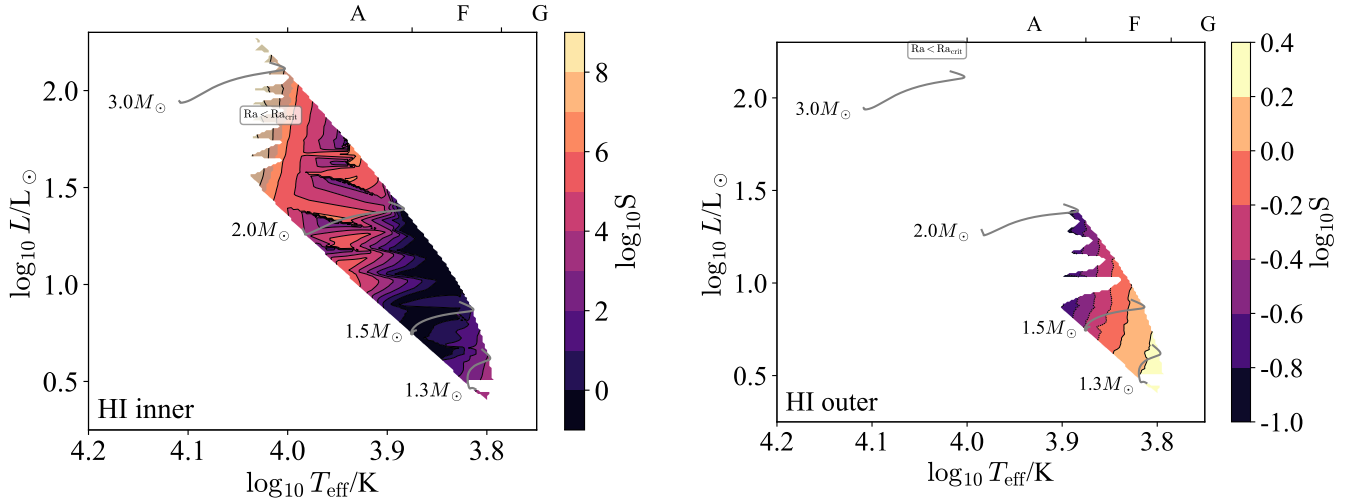 A F G
2.0
1.5
1.0
0.5
log₁₀ L/L☉
3.0M☉
Ra < Ra_crit
2.0M☉
1.5M☉
1.3M☉
HI inner
4.2 4.1 4.0 3.9 3.8
log₁₀ T_eff/K
8
6
4
2
0
log₁₀S
A F G
2.0
1.5
1.0
0.5
log₁₀ L/L☉
Ra < Ra_crit
3.0M☉
2.0M☉
1.5M☉
1.3M☉
HI outer
4.2 4.1 4.0 3.9 3.8
log₁₀ T_eff/K
0.4
0.2
0.0
-0.2
-0.4
-0.6
-0.8
-1.0
log₁₀S